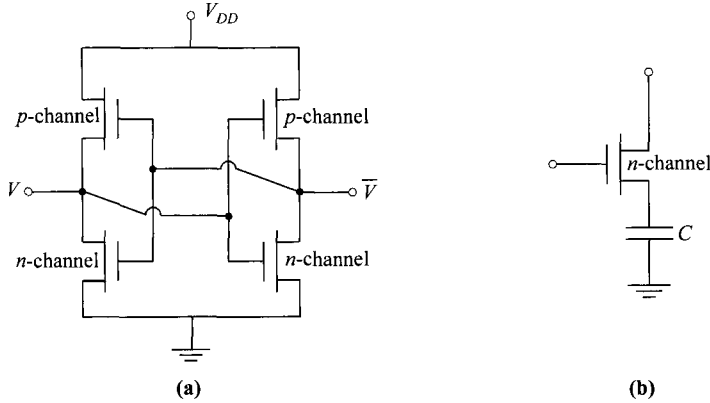 V_DD
p-channel
p-channel
V
V̅
n-channel
n-channel
(a)
n-channel
C
(b)